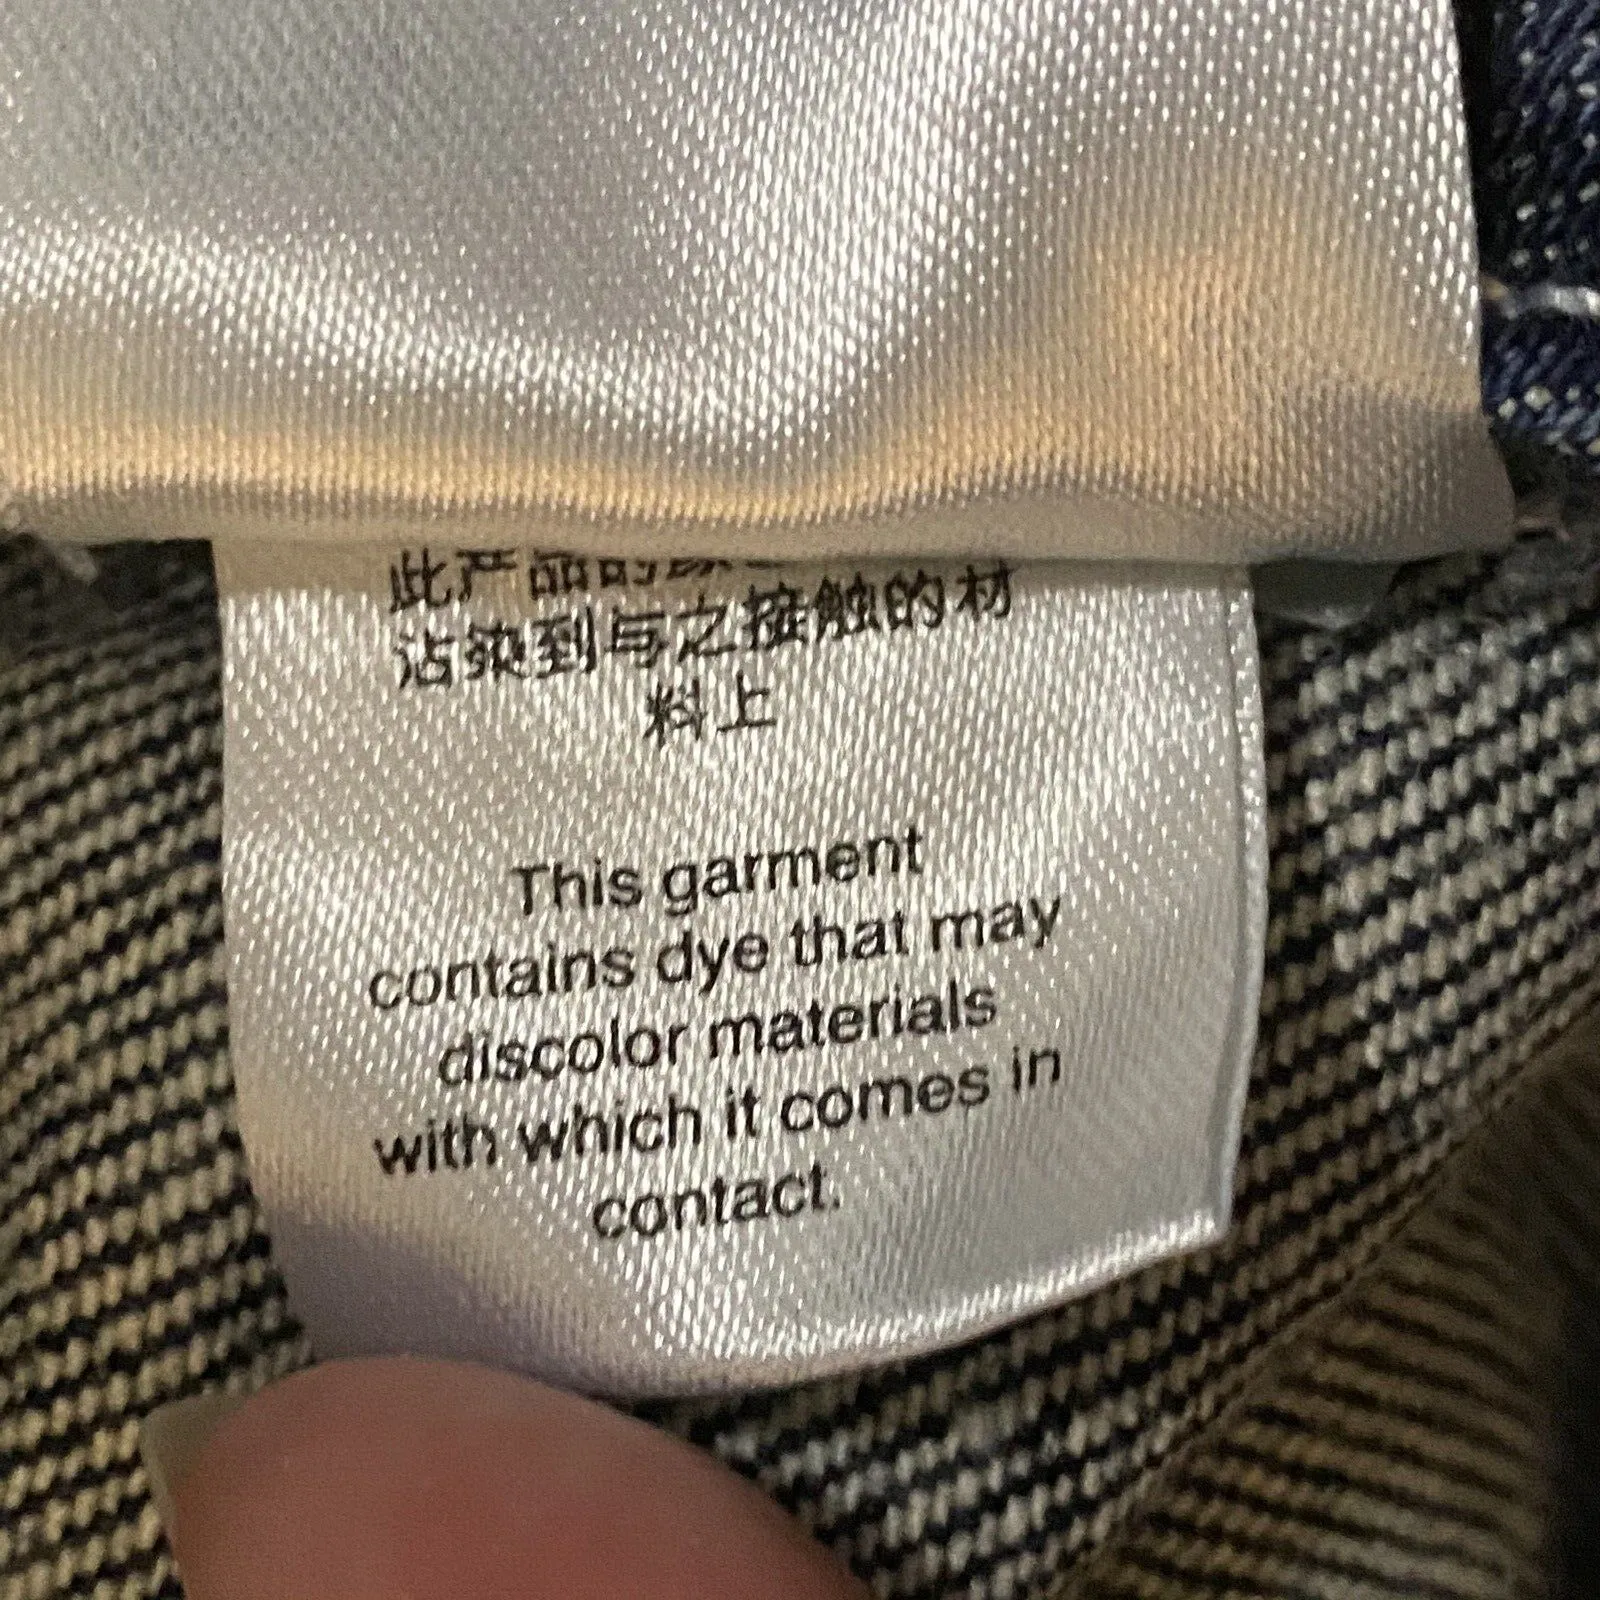 此产品的
沾染到与之接触的材
料上
This garment
contains dye that may
discolor materials
with which it comes in
contact.